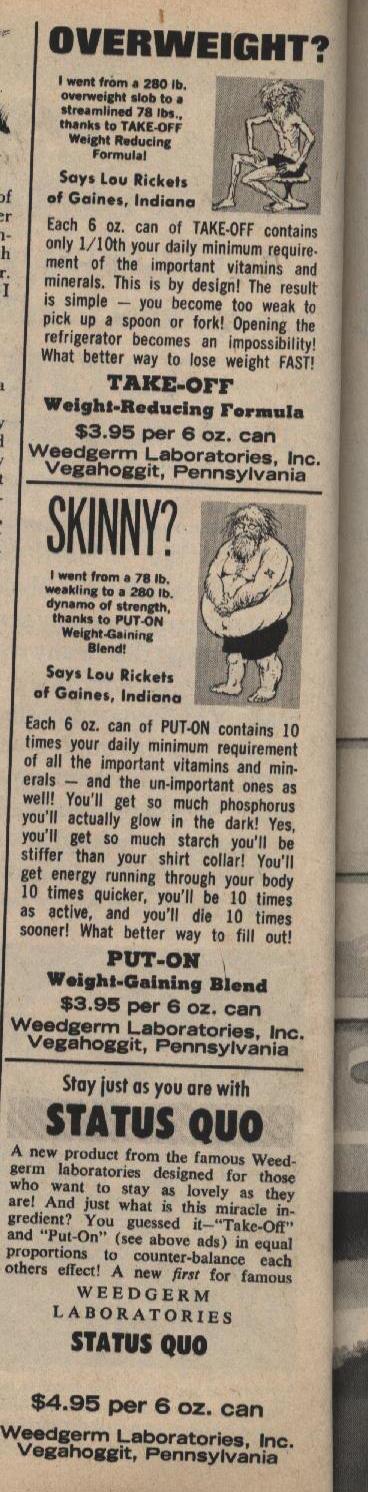 OVERWEIGHT?
I went from a 280 lb.
overweight slob to a
streamlined 78 lbs.,
thanks to TAKE-OFF
Weight Reducing
Formula!
Says Lou Rickets
of Gaines, Indiana
Each 6 oz. can of TAKE-OFF contains
only 1/10th your daily minimum require-
ment of the important vitamins and
minerals. This is by design! The result
is simple — you become too weak to
pick up a spoon or fork! Opening the
refrigerator becomes an impossibility!
What better way to lose weight FAST!
TAKE-OFF
Weight-Reducing Formula
$3.95 per 6 oz. can
Weedgerm Laboratories, Inc.
Vegahoggit, Pennsylvania
SKINNY?
I went from a 78 lb.
weakling to a 280 lb.
dynamo of strength,
thanks to PUT-ON
Weight-Gaining
Blend!
Says Lou Rickets
of Gaines, Indiana
Each 6 oz. can of PUT-ON contains 10
times your daily minimum requirement
of all the important vitamins and min-
erals — and the un-important ones as
well! You'll get so much phosphorus
you'll actually glow in the dark! Yes,
you'll get so much starch you'll be
stiffer than your shirt collar! You'll
get energy running through your body
10 times quicker, you'll be 10 times
as active, and you'll die 10 times
sooner! What better way to fill out!
PUT-ON
Weight-Gaining Blend
$3.95 per 6 oz. can
Weedgerm Laboratories, Inc.
Vegahoggit, Pennsylvania
Stay just as you are with
STATUS QUO
A new product from the famous Weed-
germ laboratories designed for those
who want to stay as lovely as they
are! And just what is this miracle in-
gredient? You guessed it—"Take-Off"
and "Put-On" (see above ads) in equal
proportions to counter-balance each
others effect! A new first for famous
WEEDGERM
LABORATORIES
STATUS QUO
$4.95 per 6 oz. can
Weedgerm Laboratories, Inc.
Vegahoggit, Pennsylvania